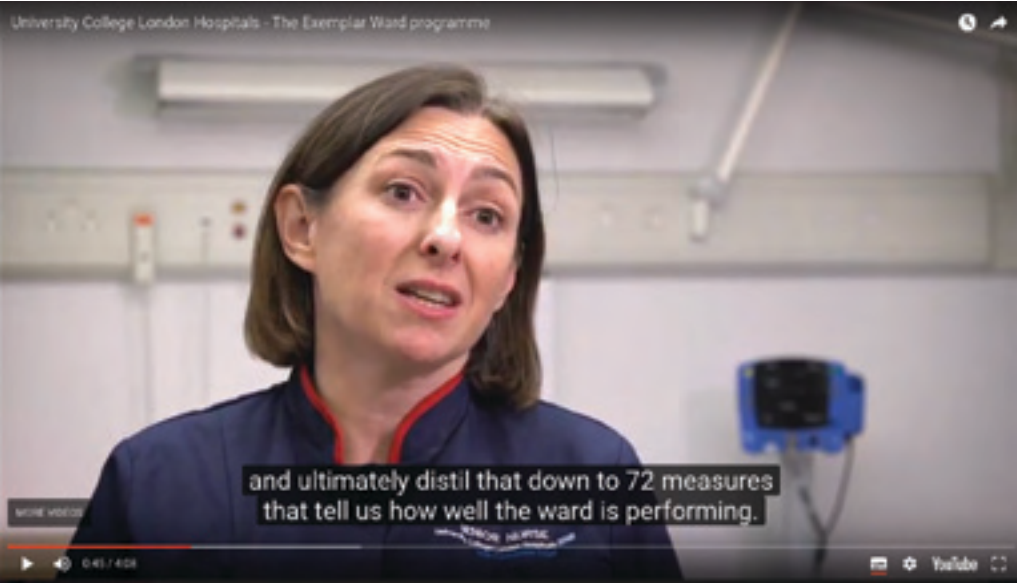 University College London Hospitals - The Exemplar Ward programme
and ultimately distil that down to 72 measures
that tell us how well the ward is performing.
MORE VIDEOS
0:45 / 4:08
YouTube